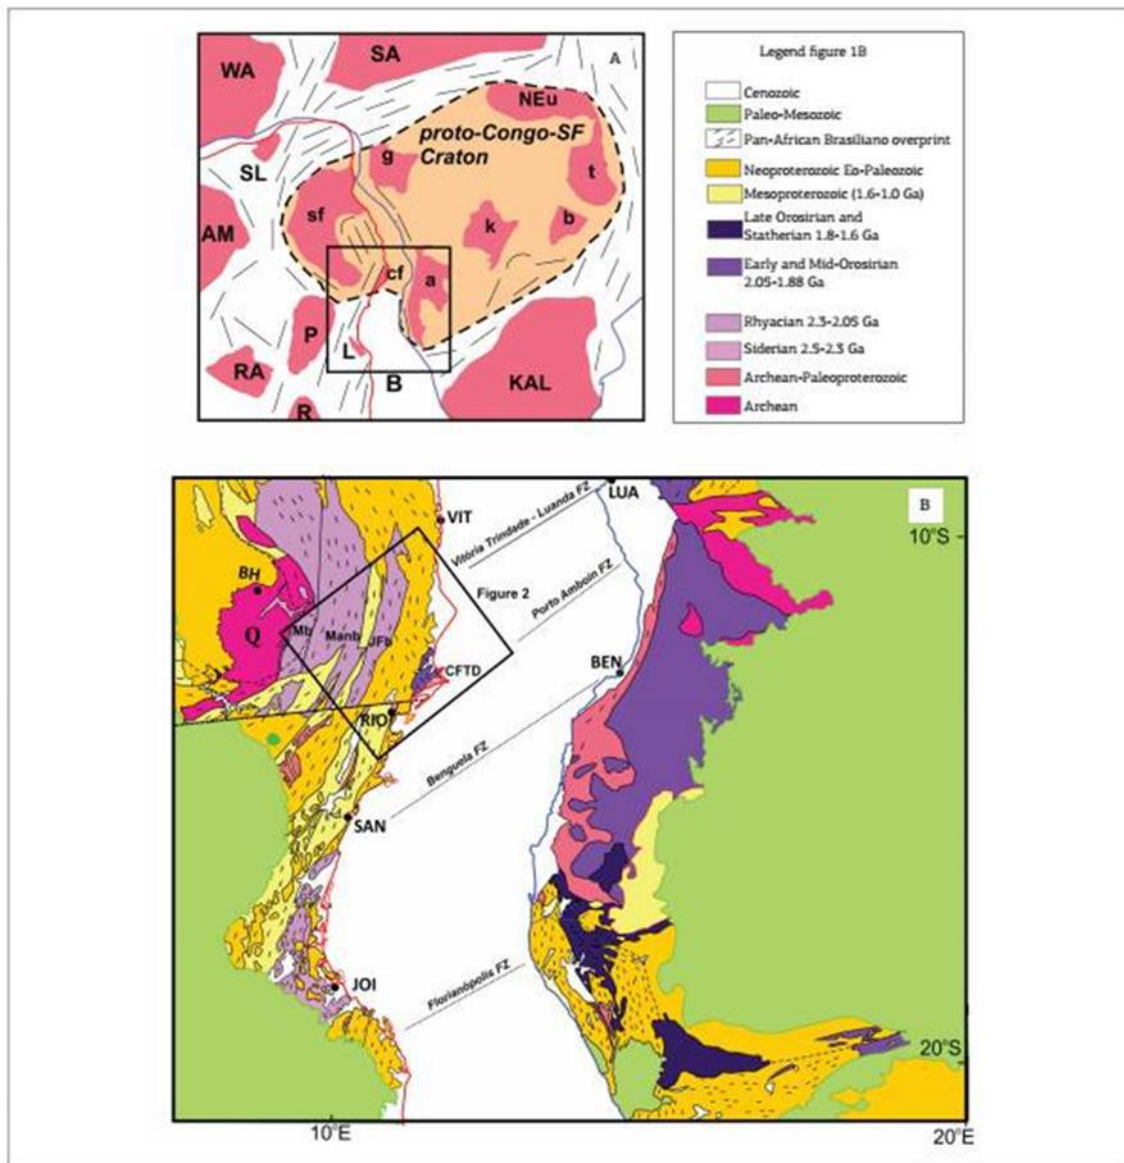 WA
SA
A
NEu
proto-Congo-SF
Craton
g
t
SL
sf
k
b
AM
cf
a
P
L
RA
B
KAL
R
Legend figure 1B
Cenozoic
Paleo-Mesozoic
Pan-African Brasiliano overprint
Neoproterozoic Eo-Paleozoic
Mesoproterozoic (1.6-1.0 Ga)
Late Orosirian and
Statherian 1.8-1.6 Ga
Early and Mid-Orosirian
2.05-1.88 Ga
Rhyacian 2.3-2.05 Ga
Siderian 2.5-2.3 Ga
Archean-Paleoproterozoic
Archean
LUA
B
VIT
Vitória Trindade - Luanda FZ
10°S
BH
Figure 2
Porto Amboin FZ
Q
Mb
Manb
JFb
BEN
CFTD
RIO
Benguela FZ
SAN
Florianópolis FZ
JOI
20°S
10°E
20°E